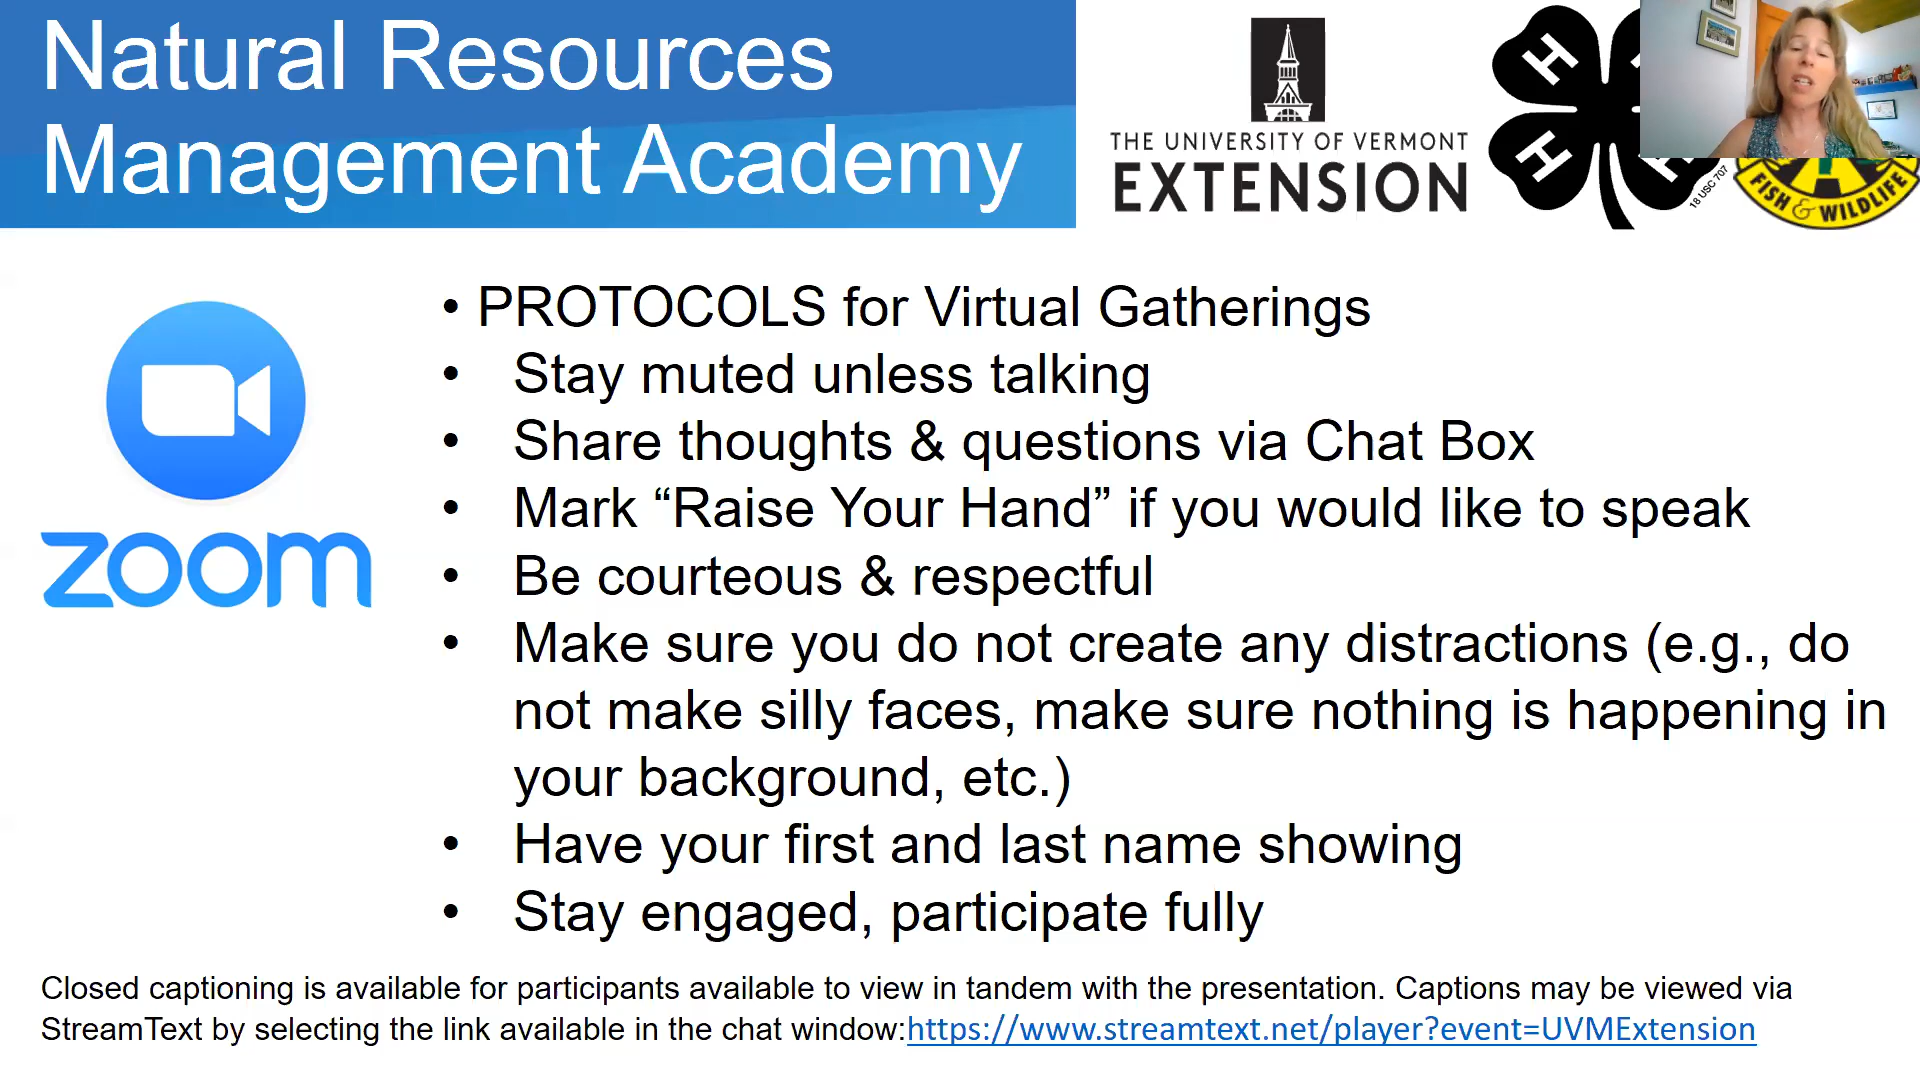 Natural Resources
Management Academy
THE UNIVERSITY OF VERMONT
EXTENSION
H
H
18 USC 707
FISH & WILDLIFE
• PROTOCOLS for Virtual Gatherings
• Stay muted unless talking
• Share thoughts & questions via Chat Box
• Mark “Raise Your Hand” if you would like to speak
• Be courteous & respectful
• Make sure you do not create any distractions (e.g., do
not make silly faces, make sure nothing is happening in
your background, etc.)
• Have your first and last name showing
• Stay engaged, participate fully
zoom
Closed captioning is available for participants available to view in tandem with the presentation. Captions may be viewed via
StreamText by selecting the link available in the chat window:https://www.streamtext.net/player?event=UVMExtension